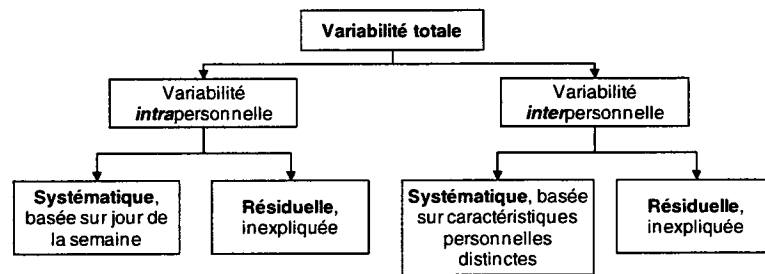 Variabilité totale
Variabilité
intrapersonnelle
Variabilité
interpersonnelle
Systématique,
basée sur jour de
la semaine
Résiduelle,
inexpliquée
Systématique, basée
sur caractéristiques
personnelles
distinctes
Résiduelle,
inexpliquée